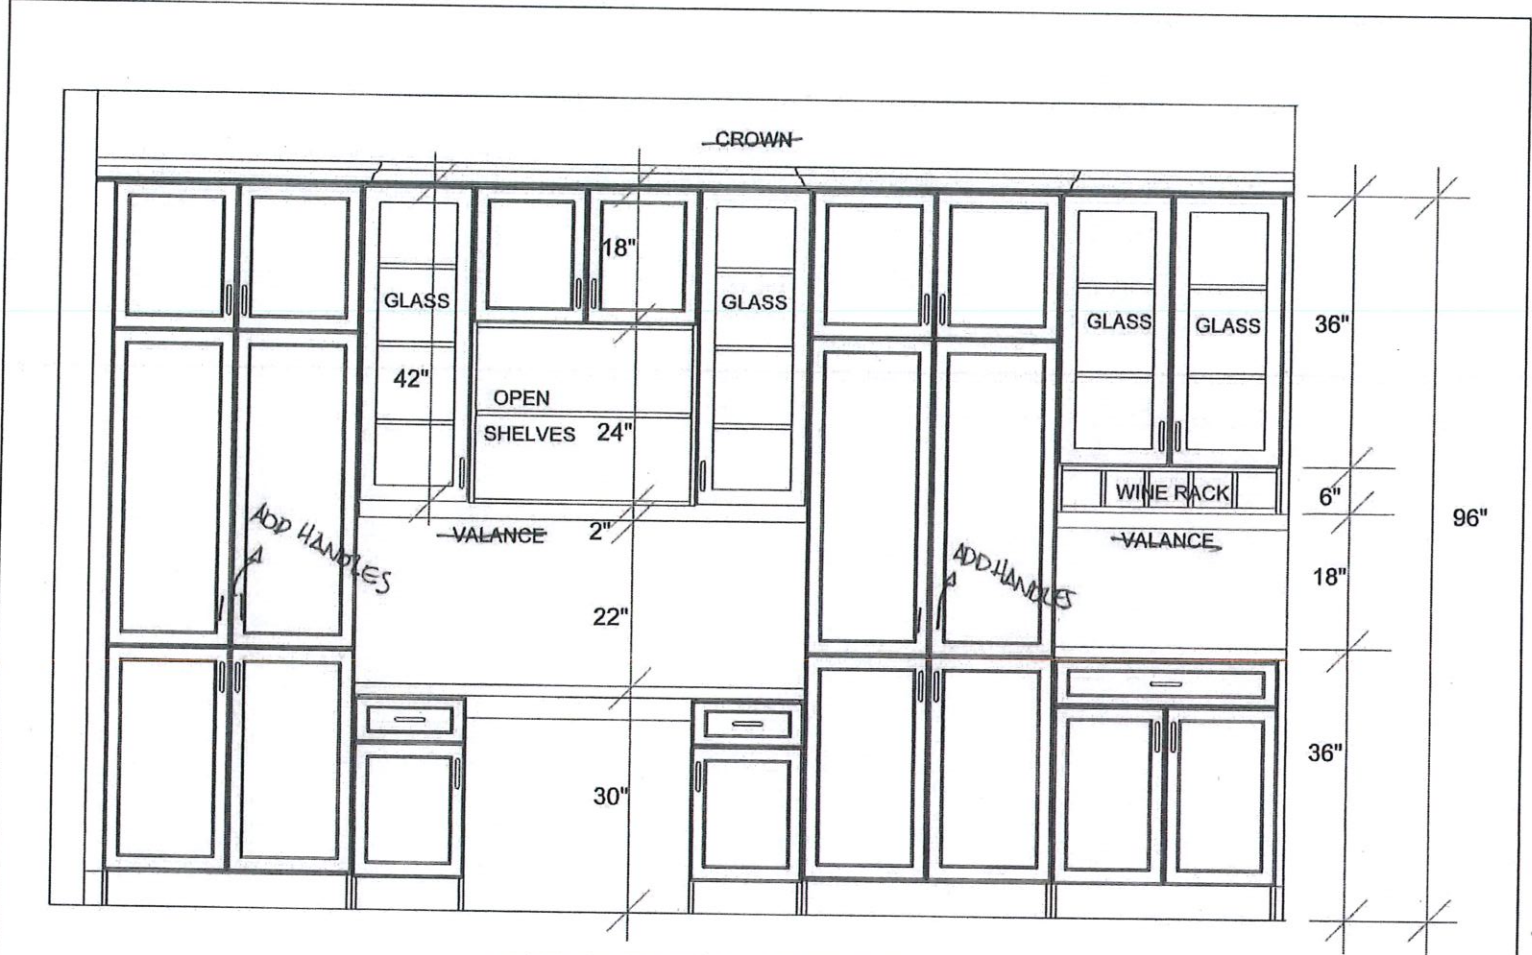 CROWN
18"
GLASS
GLASS
GLASS
GLASS
36"
42"
OPEN
SHELVES
24"
WINE RACK
6"
96"
ADD HANDLES
VALANCE
2"
ADD HANDLES
VALANCE
18"
22"
36"
30"